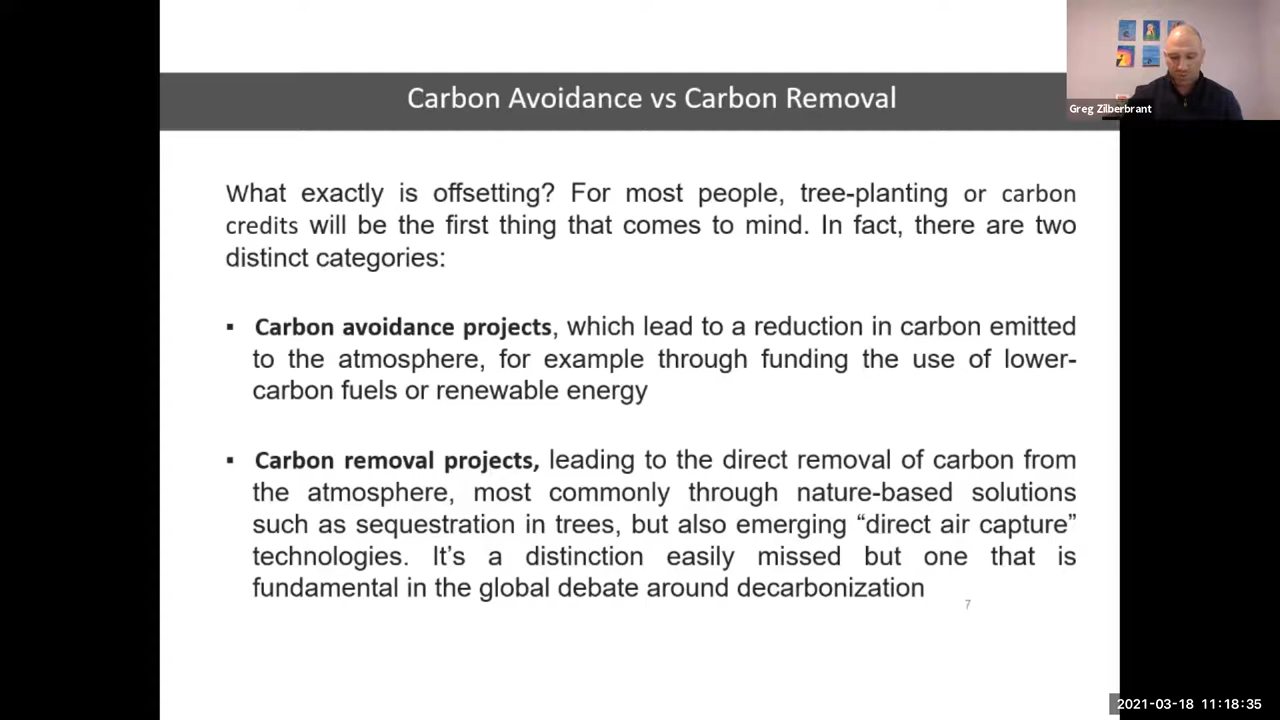 Carbon Avoidance vs Carbon Removal
Greg Zilberbrant
What exactly is offsetting? For most people, tree-planting or carbon
credits will be the first thing that comes to mind. In fact, there are two
distinct categories:
▪ Carbon avoidance projects, which lead to a reduction in carbon emitted
to the atmosphere, for example through funding the use of lower-
carbon fuels or renewable energy
▪ Carbon removal projects, leading to the direct removal of carbon from
the atmosphere, most commonly through nature-based solutions
such as sequestration in trees, but also emerging “direct air capture”
technologies. It’s a distinction easily missed but one that is
fundamental in the global debate around decarbonization
7
2021-03-18 11:18:35